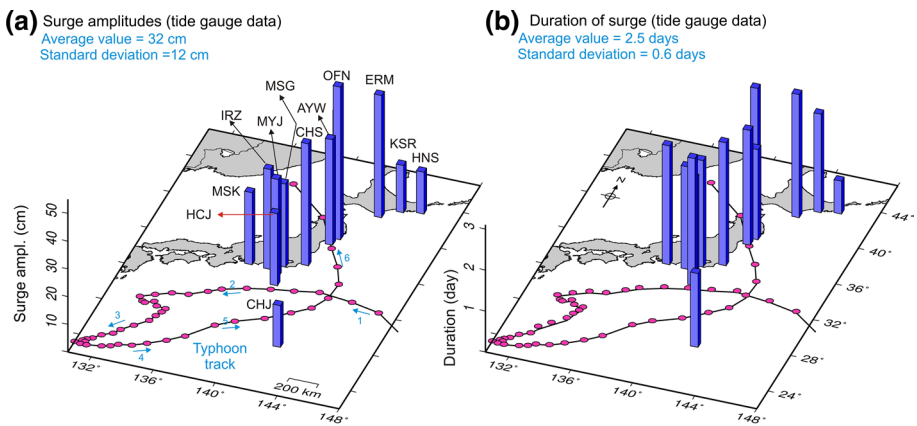 (a) Surge amplitudes (tide gauge data)
Average value = 32 cm
Standard deviation =12 cm
OFN
ERM
MSG
AYW
IRZ
MYJ
CHS
KSR
HNS
MSK
HCJ
CHJ
Surge ampl. (cm)
50
40
30
20
10
1
2
3
4
5
6
Typhoon
track
200 km
132°
136°
140°
144°
148°
(b) Duration of surge (tide gauge data)
Average value = 2.5 days
Standard deviation = 0.6 days
N
Duration (day)
3
2
1
44°
40°
36°
32°
28°
24°
132°
136°
140°
144°
148°